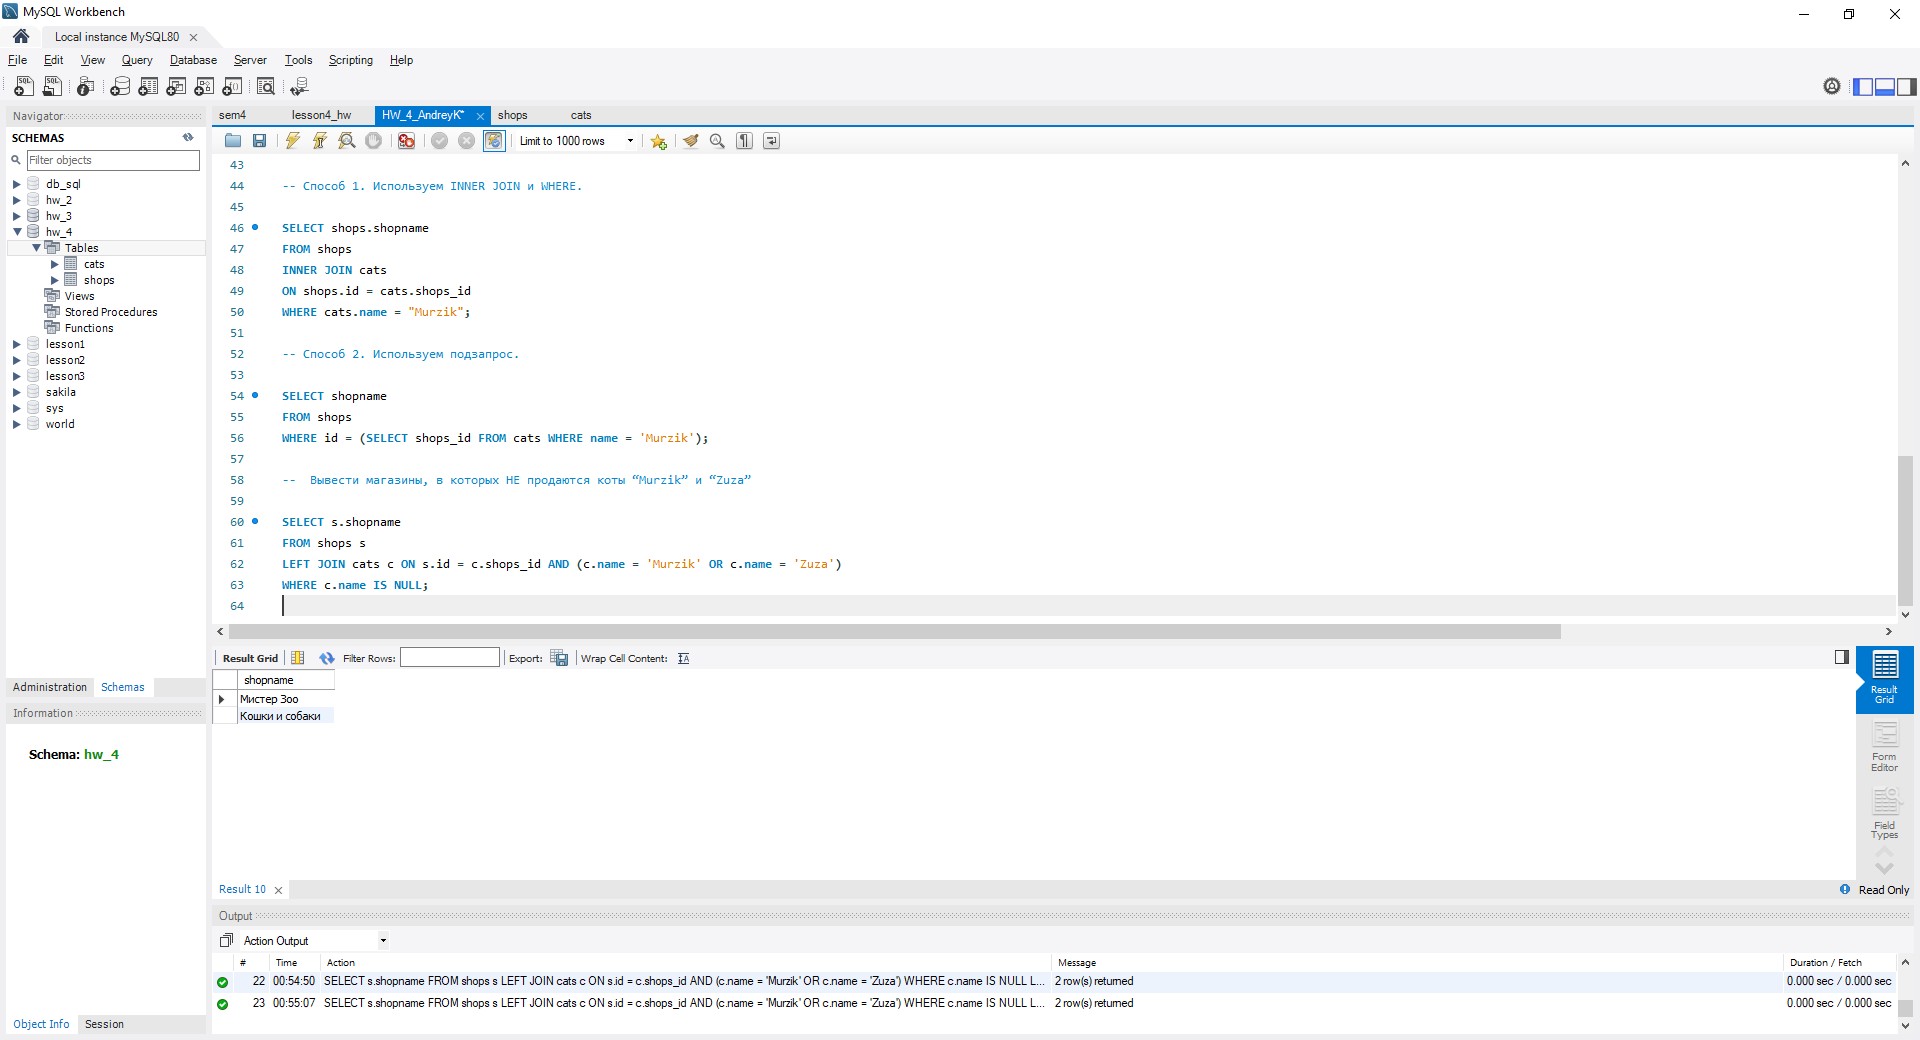 MySQL Workbench
Local instance MySQL80
File Edit View Query Database Server Tools Scripting Help
Navigator
SCHEMAS
Filter objects
db_sql
hw_2
hw_3
hw_4
Tables
cats
shops
Views
Stored Procedures
Functions
lesson1
lesson2
lesson3
sakila
sys
world
Administration Schemas
Information
Schema: hw_4
Object Info Session
sem4 lesson4_hw HW_4_AndreyK* shops cats
Limit to 1000 rows
43
44 -- Способ 1. Используем INNER JOIN и WHERE.
45
46 SELECT shops.shopname
47 FROM shops
48 INNER JOIN cats
49 ON shops.id = cats.shops_id
50 WHERE cats.name = "Murzik";
51
52 -- Способ 2. Используем подзапрос.
53
54 SELECT shopname
55 FROM shops
56 WHERE id = (SELECT shops_id FROM cats WHERE name = 'Murzik');
57
58 -- Вывести магазины, в которых НЕ продаются коты “Murzik” и “Zuza”
59
60 SELECT s.shopname
61 FROM shops s
62 LEFT JOIN cats c ON s.id = c.shops_id AND (c.name = 'Murzik' OR c.name = 'Zuza')
63 WHERE c.name IS NULL;
64
Result Grid Filter Rows: Export: Wrap Cell Content:
shopname
Мистер Зоо
Кошки и собаки
Result Grid
Form Editor
Field Types
Result 10
Read Only
Output
Action Output
# Time Action Message Duration / Fetch
22 00:54:50 SELECT s.shopname FROM shops s LEFT JOIN cats c ON s.id = c.shops_id AND (c.name = 'Murzik' OR c.name = 'Zuza') WHERE c.name IS NULL L... 2 row(s) returned 0.000 sec / 0.000 sec
23 00:55:07 SELECT s.shopname FROM shops s LEFT JOIN cats c ON s.id = c.shops_id AND (c.name = 'Murzik' OR c.name = 'Zuza') WHERE c.name IS NULL L... 2 row(s) returned 0.000 sec / 0.000 sec